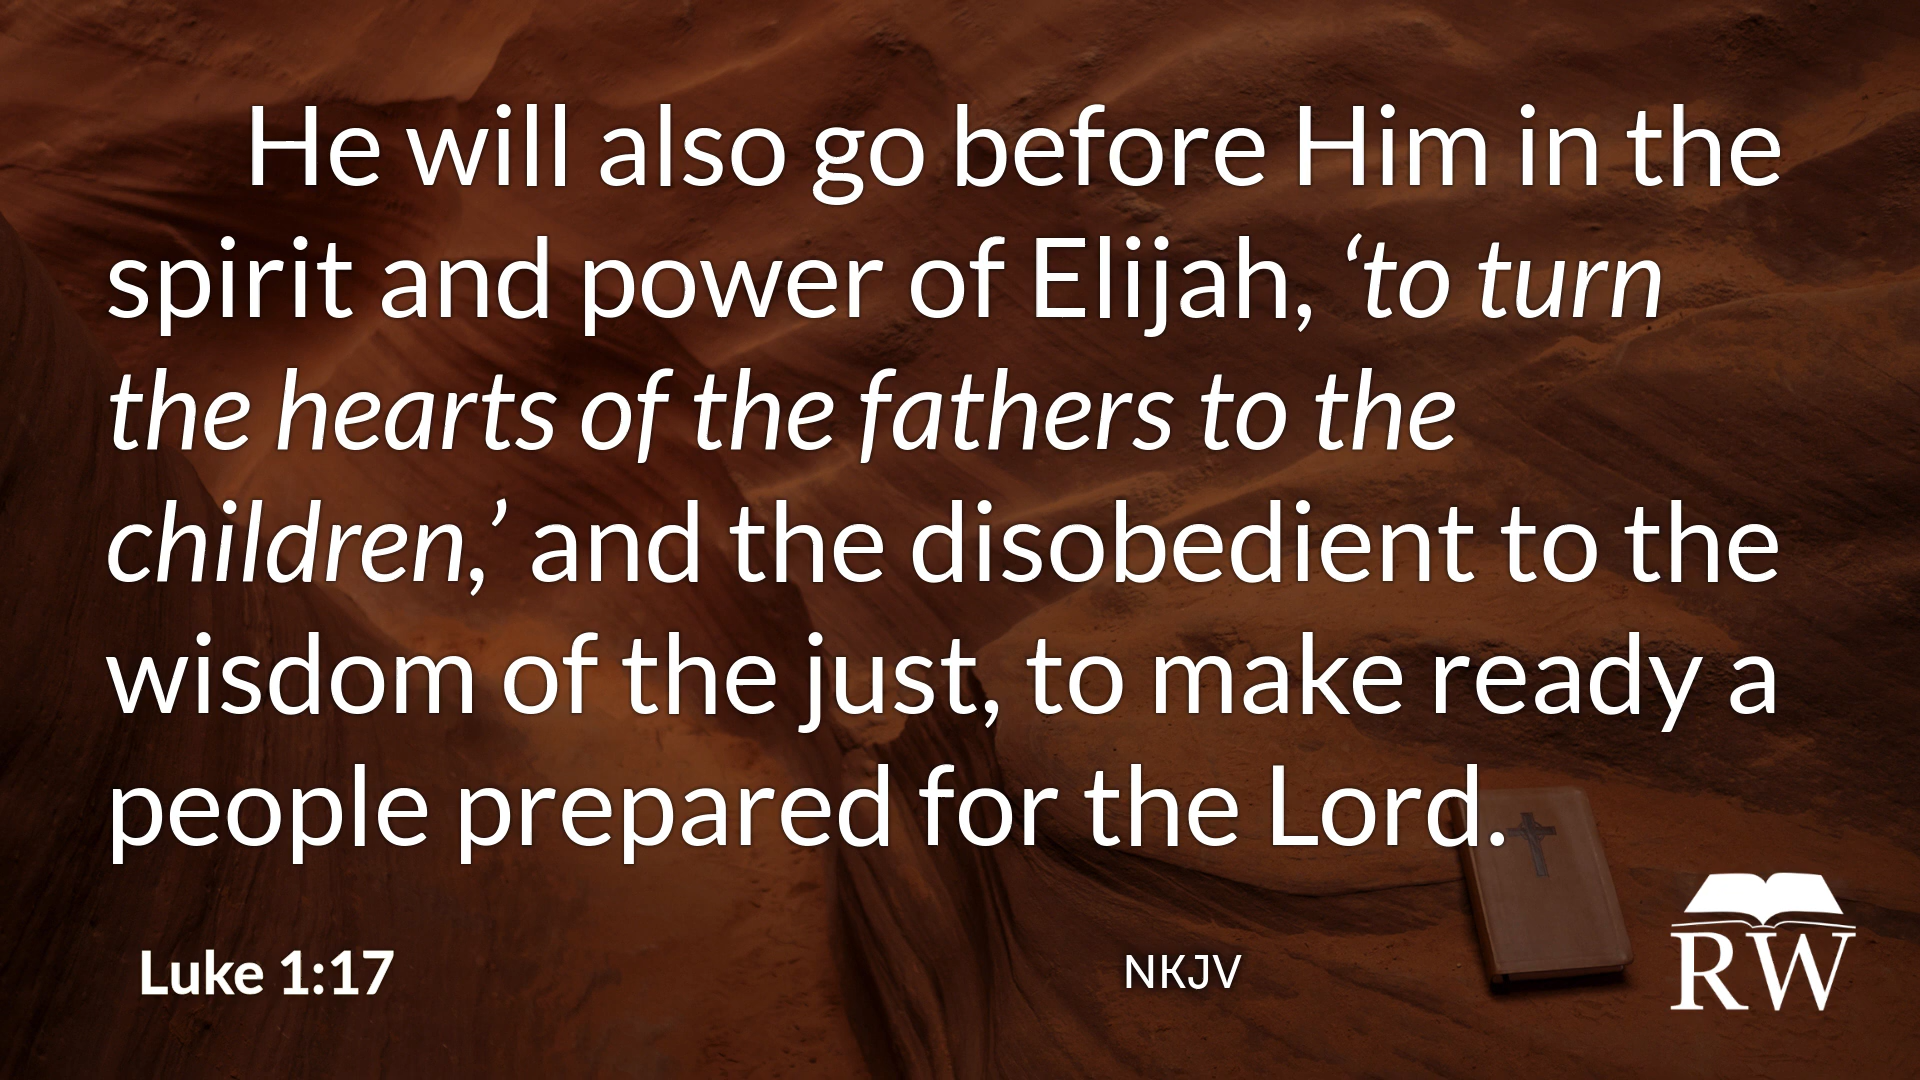 He will also go before Him in the
spirit and power of Elijah, ‘to turn
the hearts of the fathers to the
children,’ and the disobedient to the
wisdom of the just, to make ready a
people prepared for the Lord.
Luke 1:17
NKJV
RW